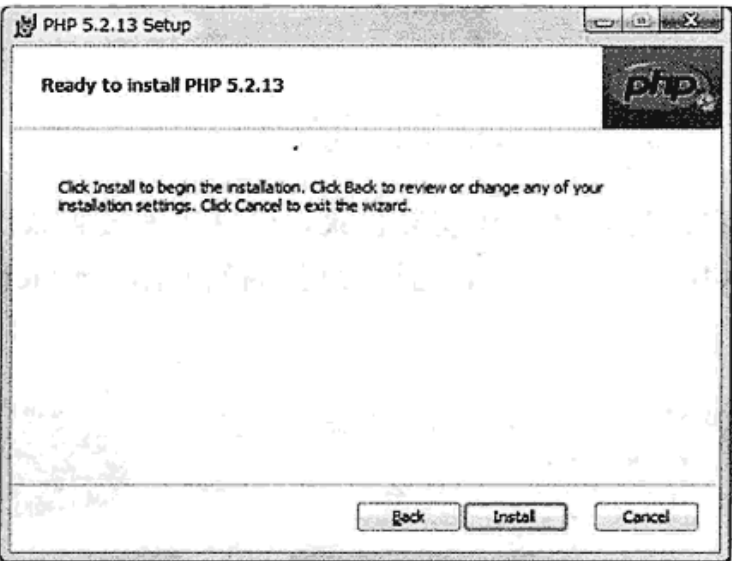 PHP 5.2.13 Setup
Ready to install PHP 5.2.13
php
Click Install to begin the installation. Click Back to review or change any of your
installation settings. Click Cancel to exit the wizard.
Back Install Cancel